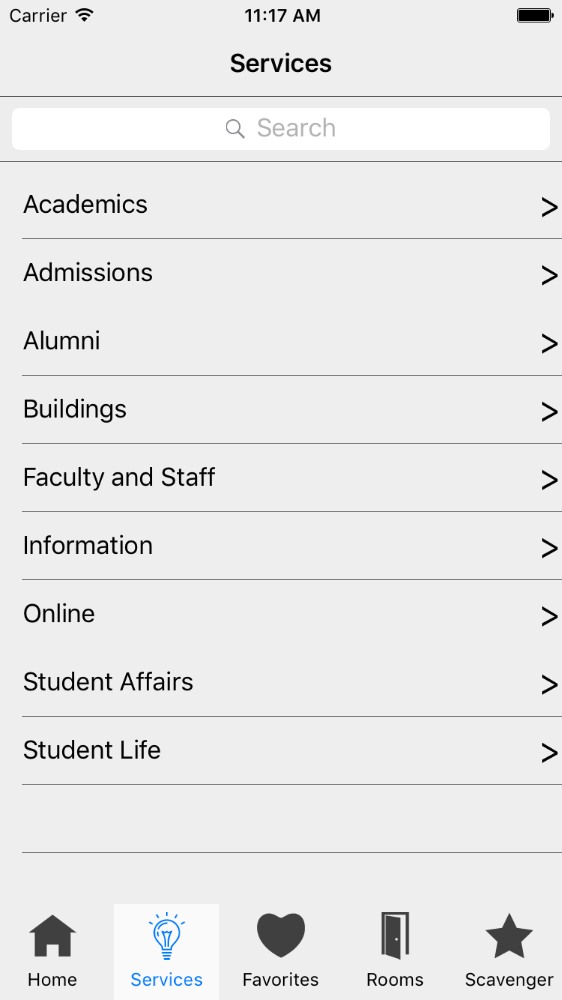 Carrier 11:17 AM
Services
Search
Academics >
Admissions >
Alumni >
Buildings >
Faculty and Staff >
Information >
Online >
Student Affairs >
Student Life >
Home Services Favorites Rooms Scavenger